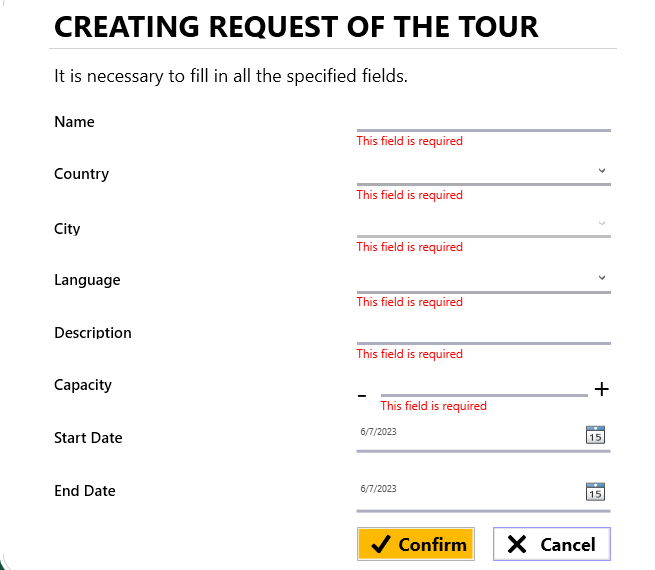 CREATING REQUEST OF THE TOUR
It is necessary to fill in all the specified fields.
Name
This field is required
Country
This field is required
City
This field is required
Language
This field is required
Description
This field is required
Capacity
- +
This field is required
Start Date 6/7/2023 15
End Date 6/7/2023 15
Confirm Cancel